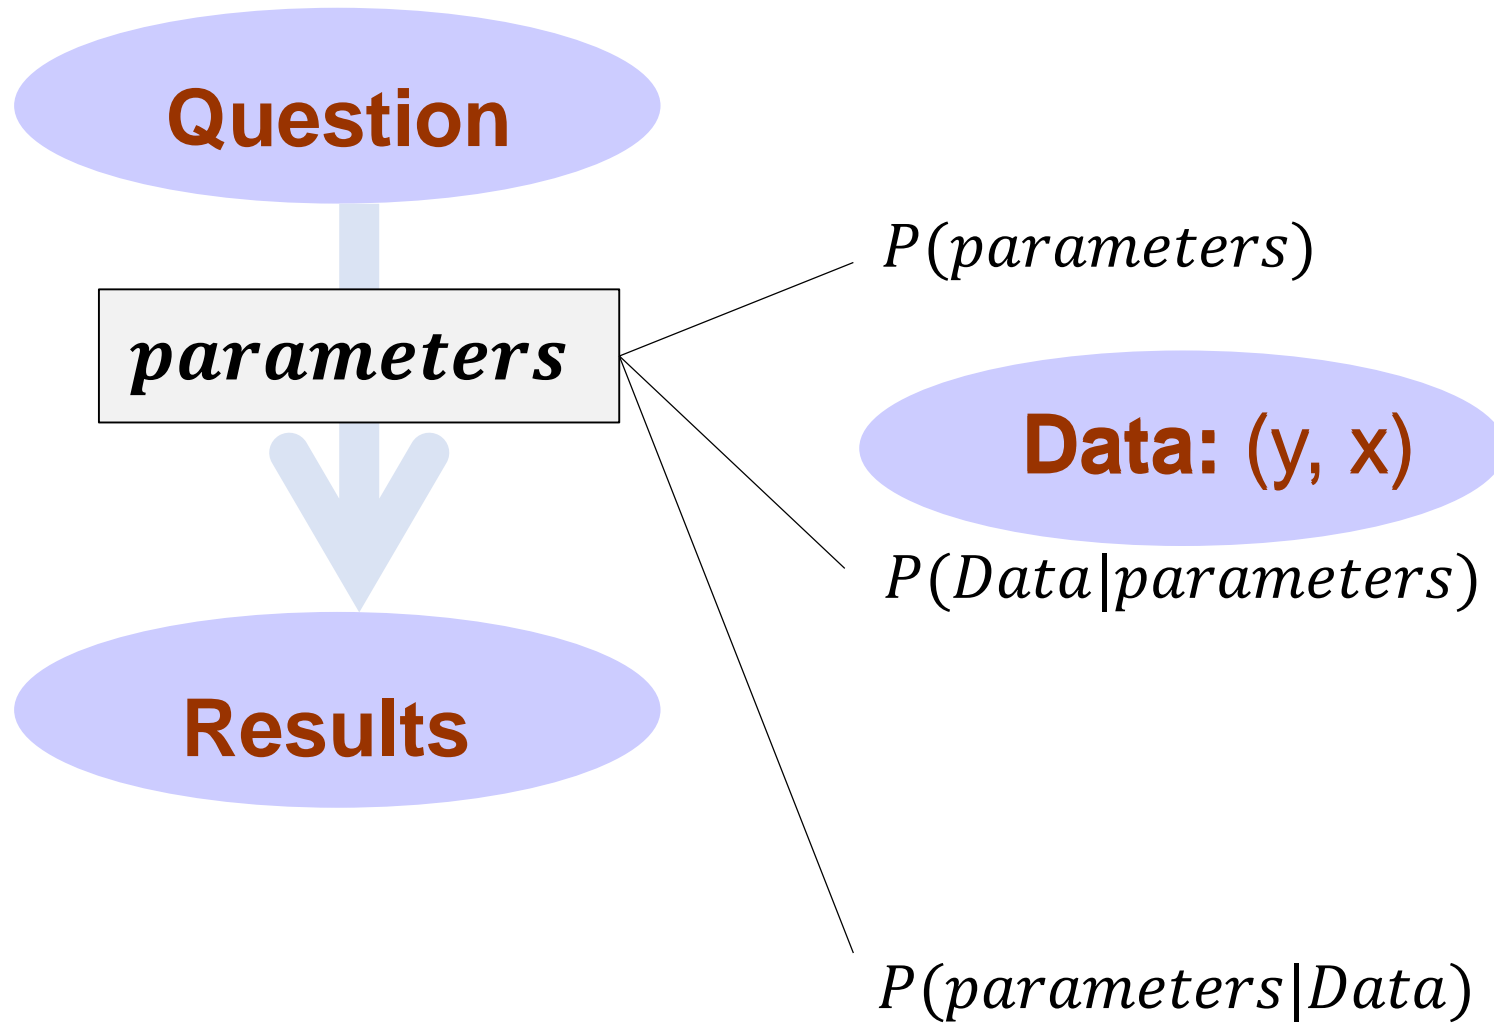 Question
P(parameters)
parameters
Data: (y, x)
P(Data|parameters)
Results
P(parameters|Data)